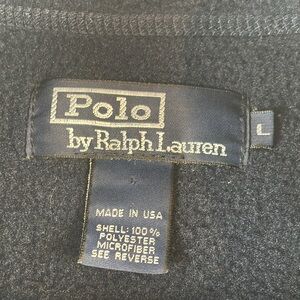 Polo
by Ralph Lauren
L
MADE IN USA
SHELL: 100%
POLYESTER
MICROFIBER
SEE REVERSE